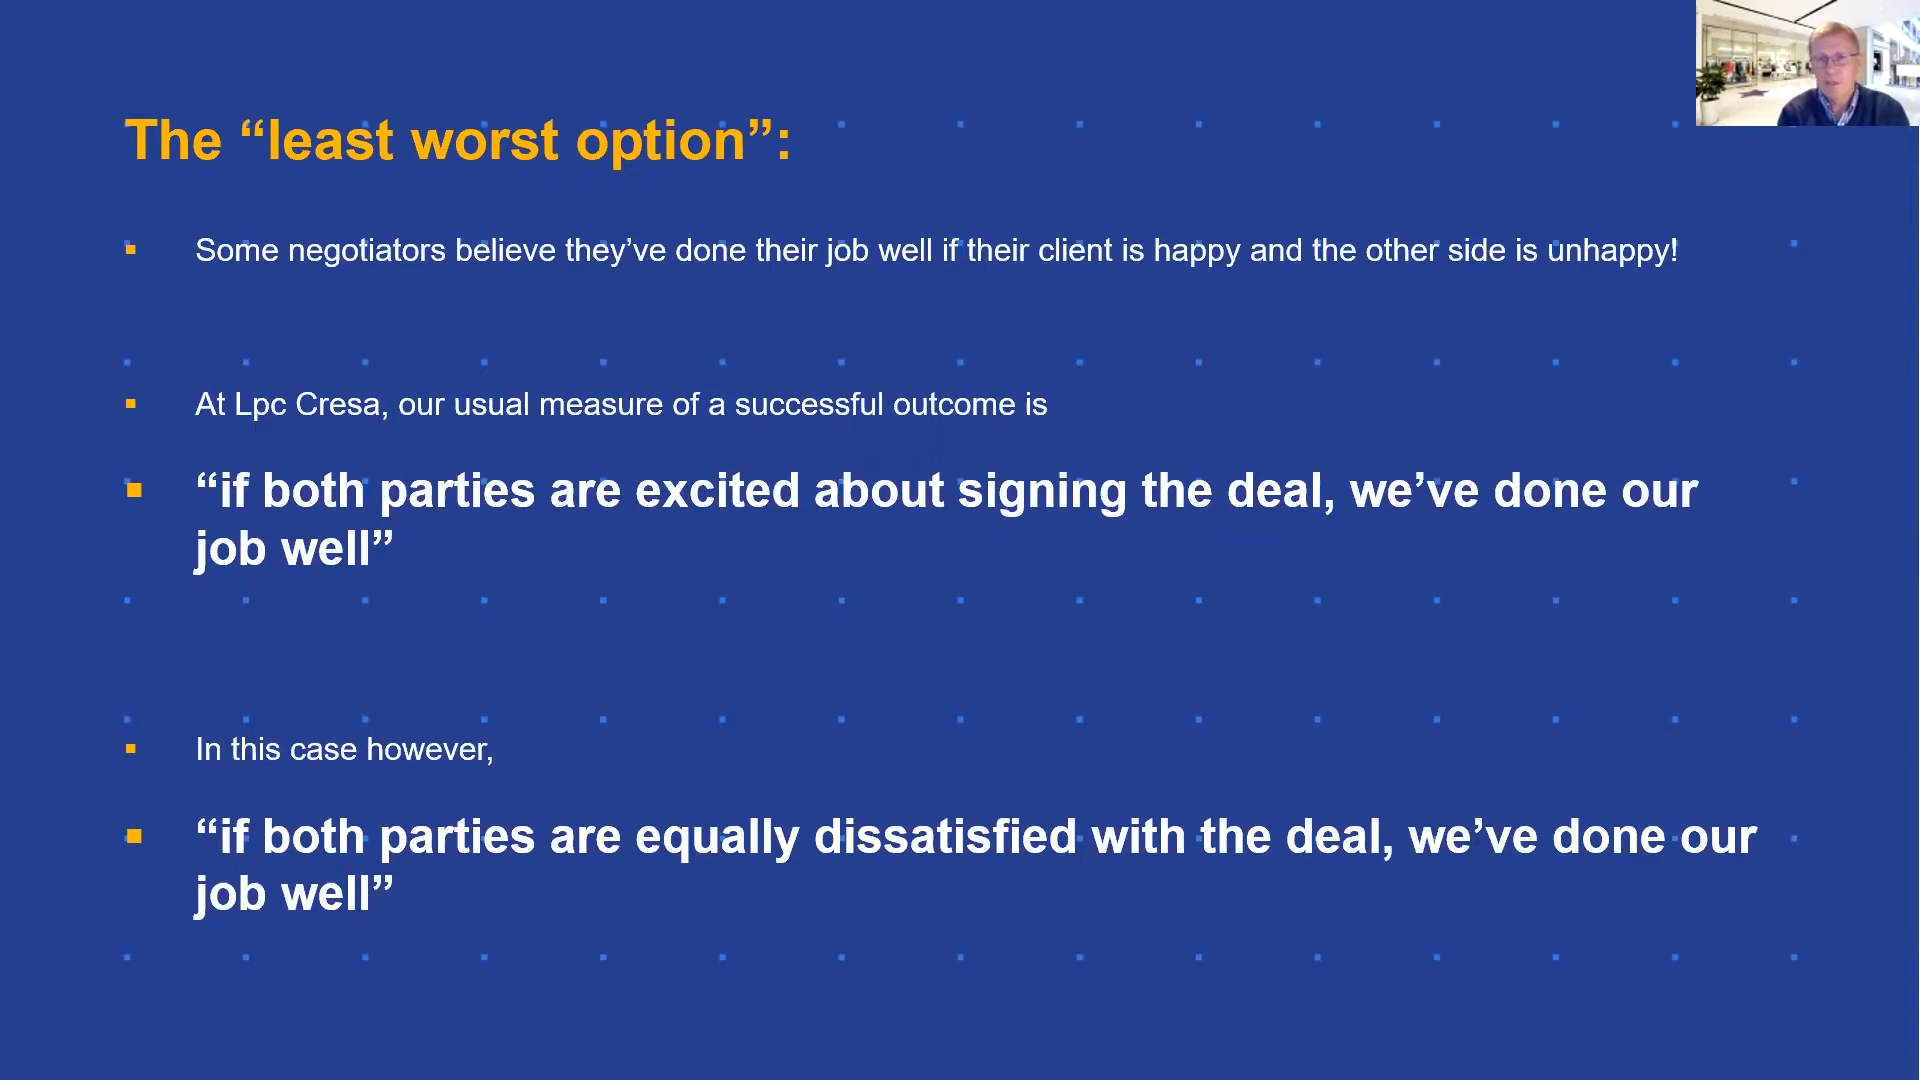 The “least worst option”:
Some negotiators believe they’ve done their job well if their client is happy and the other side is unhappy!
At Lpc Cresa, our usual measure of a successful outcome is
“if both parties are excited about signing the deal, we’ve done our
job well”
In this case however,
“if both parties are equally dissatisfied with the deal, we’ve done our
job well”